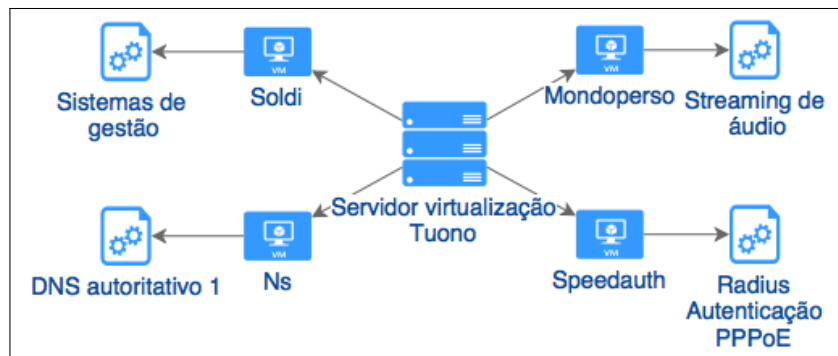 VM
Sistemas de
gestão
Soldi
VM
Mondoperso
Streaming de
áudio
Servidor virtualização
Tuono
VM
DNS autoritativo 1
Ns
VM
Speedauth
Radius
Autenticação
PPPoE